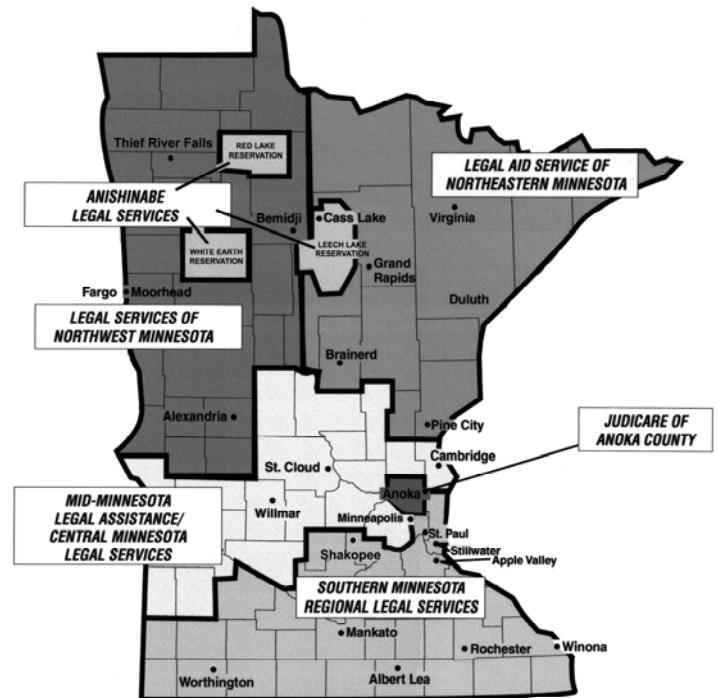 Thief River Falls
RED LAKE
RESERVATION
LEGAL AID SERVICE OF
NORTHEASTERN MINNESOTA
ANISHINABE
LEGAL SERVICES
Bemidji
Cass Lake
Virginia
WHITE EARTH
RESERVATION
LEECH LAKE
RESERVATION
Grand
Rapids
Fargo
Moorhead
Duluth
LEGAL SERVICES OF
NORTHWEST MINNESOTA
Brainerd
Alexandria
Pine City
JUDICARE OF
ANOKA COUNTY
Cambridge
St. Cloud
Anoka
MID-MINNESOTA
LEGAL ASSISTANCE/
CENTRAL MINNESOTA
LEGAL SERVICES
Willmar
Minneapolis
St. Paul
Stillwater
Shakopee
Apple Valley
SOUTHERN MINNESOTA
REGIONAL LEGAL SERVICES
Mankato
Rochester
Winona
Worthington
Albert Lea